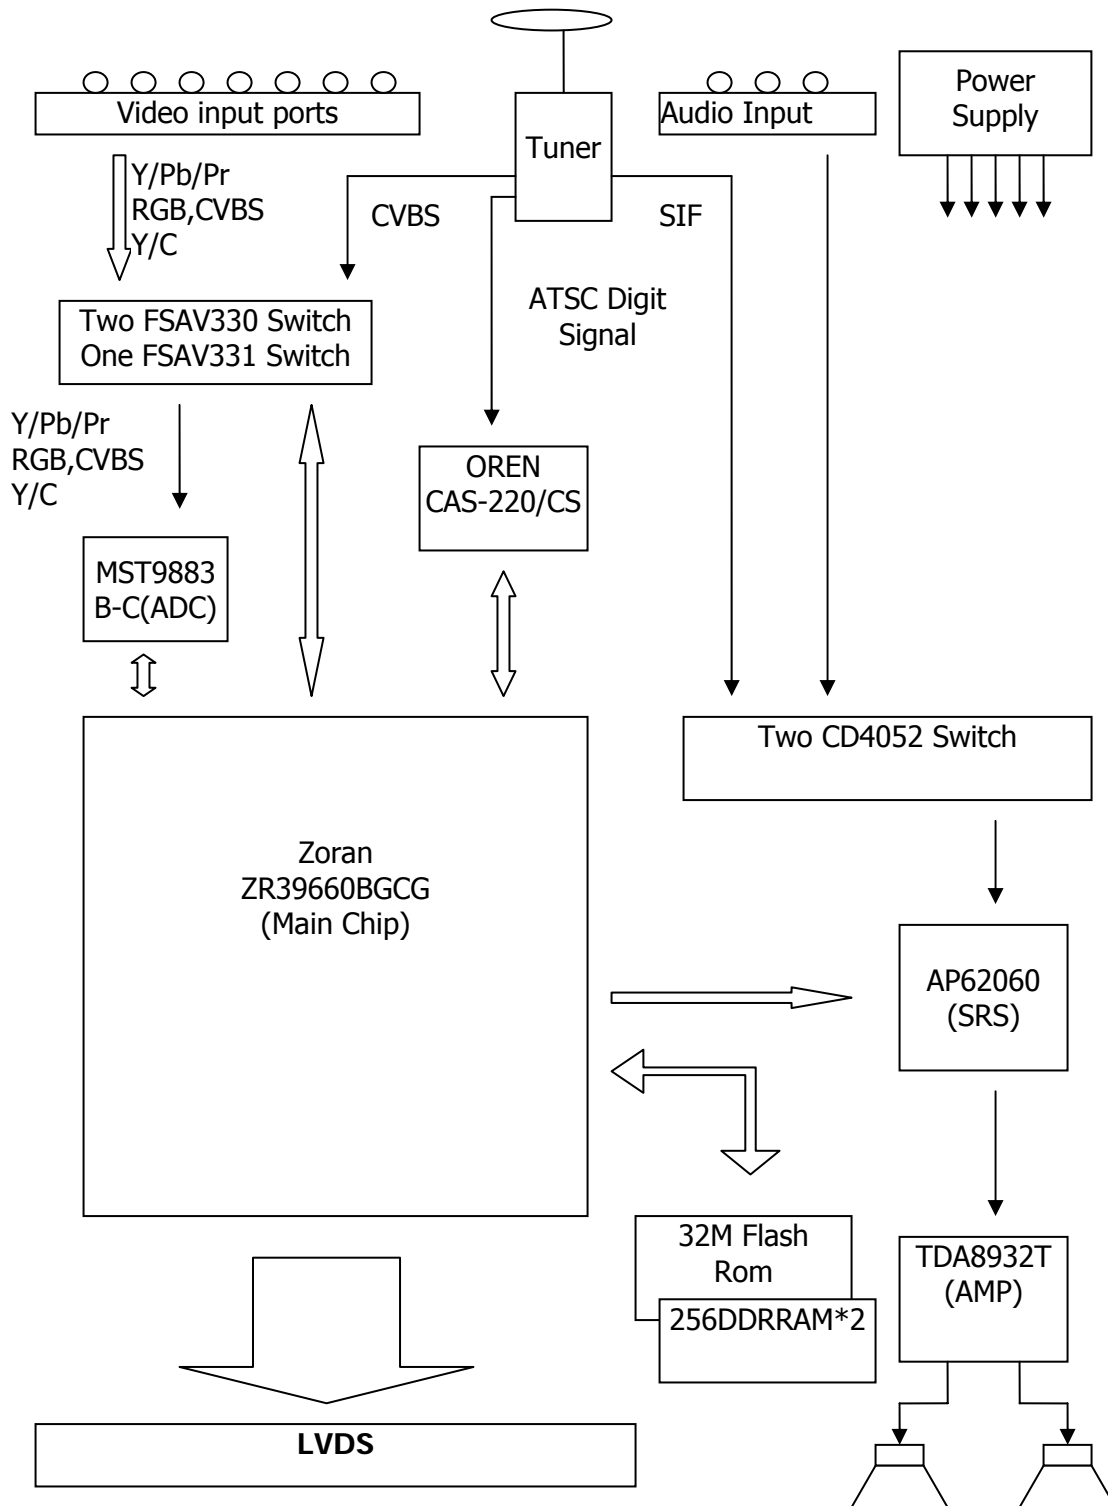 Video input ports
Tuner
Audio Input
Power
Supply
Y/Pb/Pr
RGB,CVBS
Y/C
CVBS
SIF
ATSC Digit
Signal
Two FSAV330 Switch
One FSAV331 Switch
Y/Pb/Pr
RGB,CVBS
Y/C
OREN
CAS-220/CS
MST9883
B-C(ADC)
Two CD4052 Switch
Zoran
ZR39660BGCG
(Main Chip)
AP62060
(SRS)
32M Flash
Rom
256DDRRAM*2
TDA8932T
(AMP)
LVDS